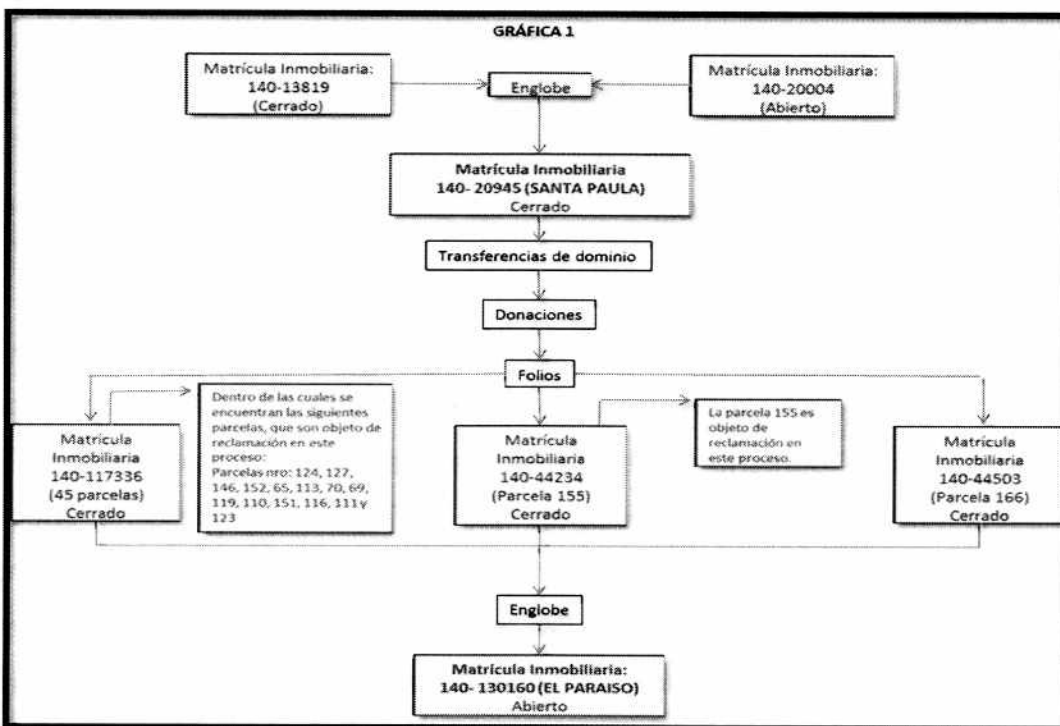 GRÁFICA 1
Matrícula Inmobiliaria:
140-13819
(Cerrado)
Englobe
Matrícula Inmobiliaria:
140-20004
(Abierto)
Matrícula Inmobiliaria
140- 20945 (SANTA PAULA)
Cerrado
Transferencias de dominio
Donaciones
Folios
Matrícula
Inmobiliaria
140-117336
(45 parcelas)
Cerrado
Dentro de las cuales se
encuentran las siguientes
parcelas, que son objeto de
reclamación en este
proceso:
Parcelas nro: 124, 127,
146, 152, 65, 113, 70, 69,
119, 110, 151, 116, 111 y
123
Matrícula
Inmobiliaria
140-44234
(Parcela 155)
Cerrado
La parcela 155 es
objeto de
reclamación en
este proceso.
Matrícula
Inmobiliaria
140-44503
(Parcela 166)
Cerrado
Englobe
Matrícula Inmobiliaria:
140- 130160 (EL PARAISO)
Abierto